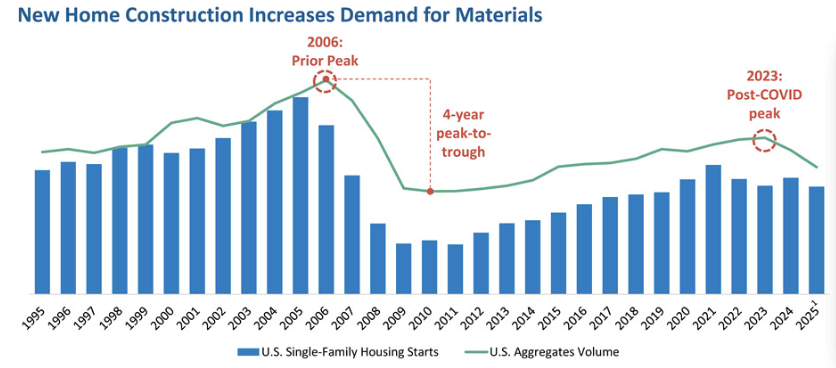 New Home Construction Increases Demand for Materials
2006:
Prior Peak
2023:
Post-COVID
peak
4-year
peak-to-
trough
1995 1996 1997 1998 1999 2000 2001 2002 2003 2004 2005 2006 2007 2008 2009 2010 2011 2012 2013 2014 2015 2016 2017 2018 2019 2020 2021 2022 2023 2024 2025¹
U.S. Single-Family Housing Starts U.S. Aggregates Volume